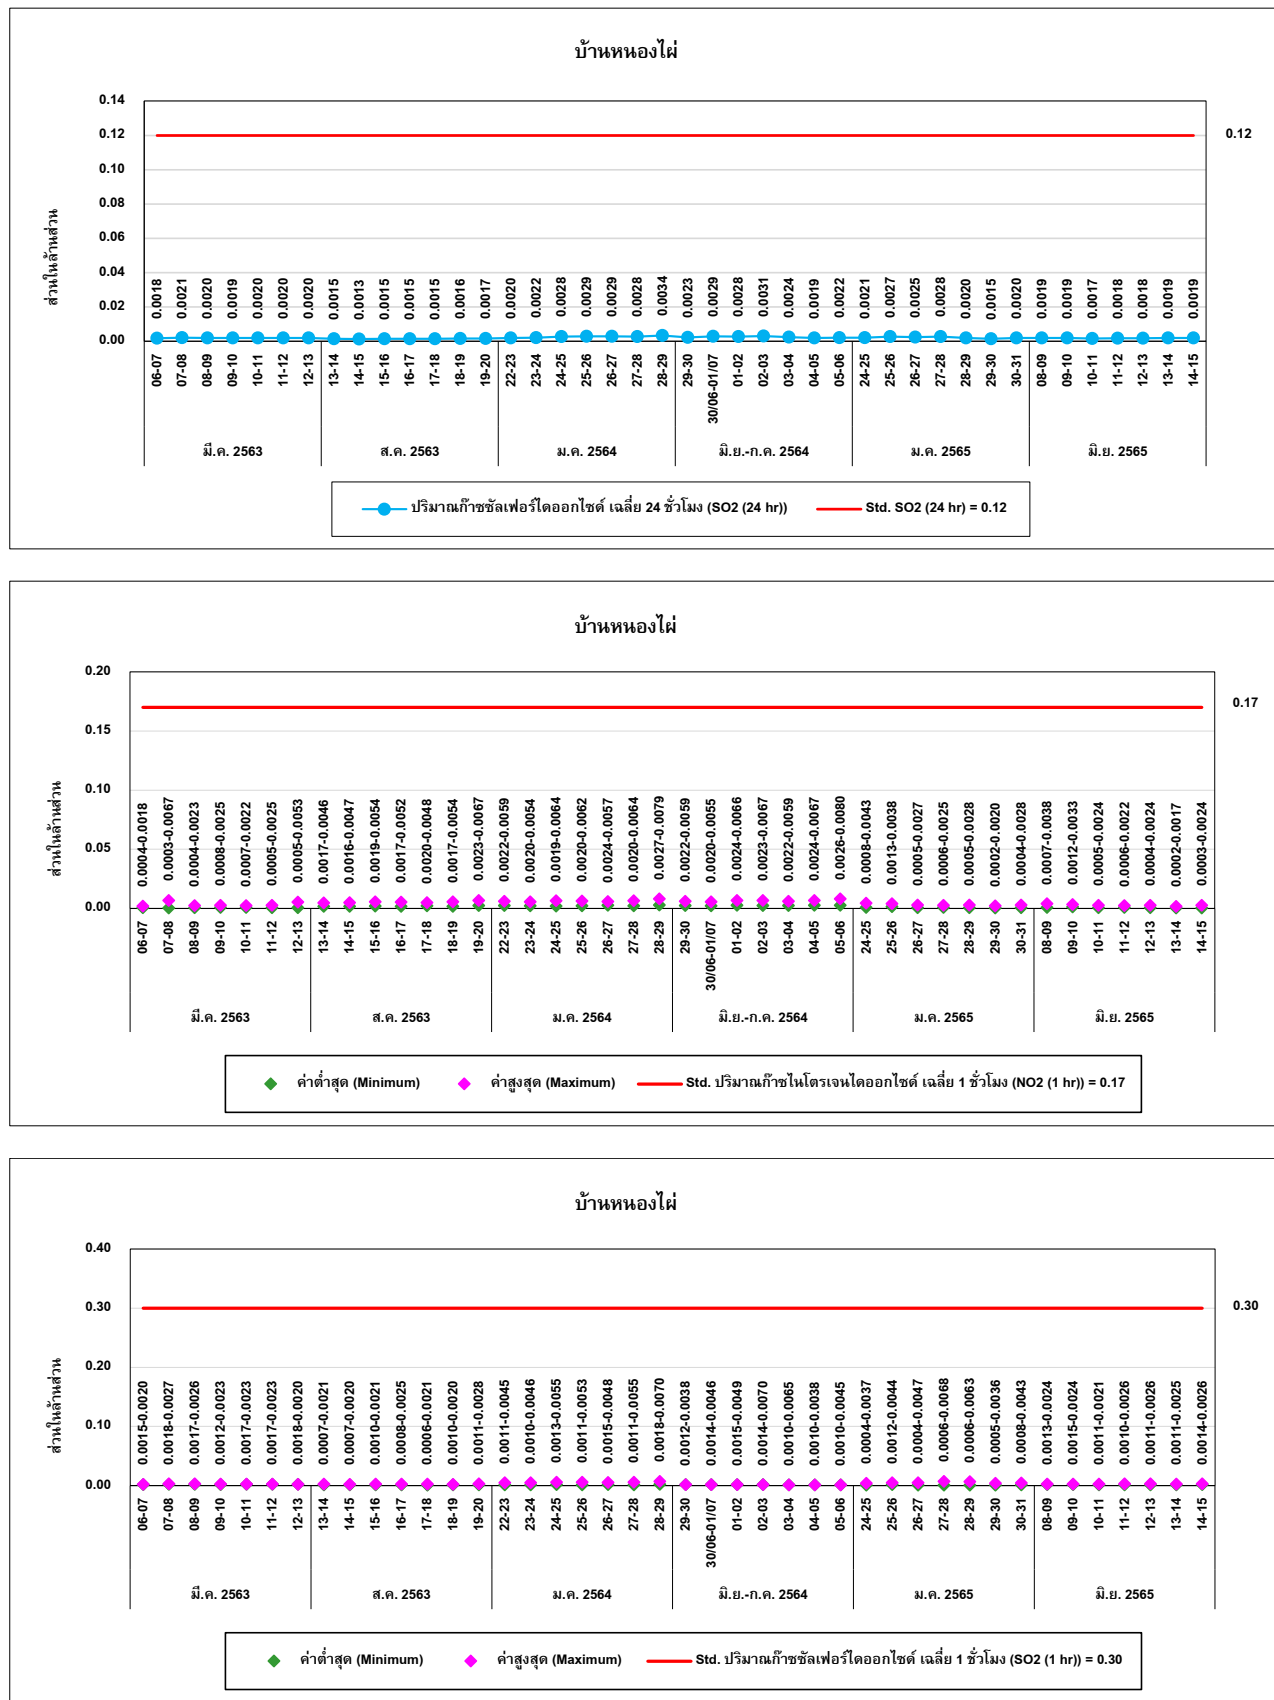 บ้านหนองไผ่
ส่วนในล้านส่วน
0.14
0.12
0.10
0.08
0.06
0.04
0.02
0.00
0.12
0.0018 0.0021 0.0020 0.0019 0.0020 0.0020 0.0020 0.0015 0.0013 0.0015 0.0015 0.0015 0.0016 0.0017 0.0020 0.0022 0.0028 0.0029 0.0029 0.0028 0.0034 0.0023 0.0029 0.0028 0.0031 0.0024 0.0019 0.0022 0.0021 0.0027 0.0025 0.0028 0.0020 0.0015 0.0020 0.0019 0.0019 0.0017 0.0018 0.0018 0.0019 0.0019
06-07 07-08 08-09 09-10 10-11 11-12 12-13 13-14 14-15 15-16 16-17 17-18 18-19 19-20 22-23 23-24 24-25 25-26 26-27 27-28 28-29 29-30 30/06-01/07 01-02 02-03 03-04 04-05 05-06 24-25 25-26 26-27 27-28 28-29 29-30 30-31 08-09 09-10 10-11 11-12 12-13 13-14 14-15
มี.ค. 2563 ส.ค. 2563 ม.ค. 2564 มิ.ย.-ก.ค. 2564 ม.ค. 2565 มิ.ย. 2565
ปริมาณก๊าซซัลเฟอร์ไดออกไซด์ เฉลี่ย 24 ชั่วโมง (SO2 (24 hr)) Std. SO2 (24 hr) = 0.12
บ้านหนองไผ่
ส่วนในล้านส่วน
0.20
0.15
0.10
0.05
0.00
0.17
0.0004-0.0018 0.0003-0.0067 0.0004-0.0023 0.0008-0.0025 0.0007-0.0022 0.0005-0.0025 0.0005-0.0053 0.0017-0.0046 0.0016-0.0047 0.0019-0.0054 0.0017-0.0052 0.0020-0.0048 0.0017-0.0054 0.0023-0.0067 0.0022-0.0059 0.0020-0.0054 0.0019-0.0064 0.0020-0.0062 0.0024-0.0057 0.0020-0.0064 0.0027-0.0079 0.0022-0.0059 0.0020-0.0055 0.0024-0.0066 0.0023-0.0067 0.0022-0.0059 0.0024-0.0067 0.0026-0.0080 0.0008-0.0043 0.0013-0.0038 0.0005-0.0027 0.0006-0.0025 0.0005-0.0028 0.0002-0.0020 0.0004-0.0028 0.0007-0.0038 0.0012-0.0033 0.0005-0.0024 0.0006-0.0022 0.0004-0.0024 0.0002-0.0017 0.0003-0.0024
06-07 07-08 08-09 09-10 10-11 11-12 12-13 13-14 14-15 15-16 16-17 17-18 18-19 19-20 22-23 23-24 24-25 25-26 26-27 27-28 28-29 29-30 30/06-01/07 01-02 02-03 03-04 04-05 05-06 24-25 25-26 26-27 27-28 28-29 29-30 30-31 08-09 09-10 10-11 11-12 12-13 13-14 14-15
มี.ค. 2563 ส.ค. 2563 ม.ค. 2564 มิ.ย.-ก.ค. 2564 ม.ค. 2565 มิ.ย. 2565
ค่าต่ำสุด (Minimum) ค่าสูงสุด (Maximum) Std. ปริมาณก๊าซไนโตรเจนไดออกไซด์ เฉลี่ย 1 ชั่วโมง (NO2 (1 hr)) = 0.17
บ้านหนองไผ่
ส่วนในล้านส่วน
0.40
0.30
0.20
0.10
0.00
0.30
0.0015-0.0020 0.0018-0.0027 0.0017-0.0026 0.0012-0.0023 0.0017-0.0023 0.0017-0.0023 0.0018-0.0020 0.0007-0.0021 0.0007-0.0020 0.0010-0.0021 0.0008-0.0025 0.0006-0.0021 0.0010-0.0020 0.0011-0.0028 0.0011-0.0045 0.0010-0.0046 0.0013-0.0055 0.0011-0.0053 0.0015-0.0048 0.0011-0.0055 0.0018-0.0070 0.0012-0.0038 0.0014-0.0046 0.0015-0.0049 0.0014-0.0070 0.0010-0.0065 0.0010-0.0038 0.0010-0.0045 0.0004-0.0037 0.0012-0.0044 0.0004-0.0047 0.0006-0.0068 0.0006-0.0063 0.0005-0.0036 0.0008-0.0043 0.0013-0.0024 0.0015-0.0024 0.0011-0.0021 0.0010-0.0026 0.0011-0.0026 0.0011-0.0025 0.0014-0.0026
06-07 07-08 08-09 09-10 10-11 11-12 12-13 13-14 14-15 15-16 16-17 17-18 18-19 19-20 22-23 23-24 24-25 25-26 26-27 27-28 28-29 29-30 30/06-01/07 01-02 02-03 03-04 04-05 05-06 24-25 25-26 26-27 27-28 28-29 29-30 30-31 08-09 09-10 10-11 11-12 12-13 13-14 14-15
มี.ค. 2563 ส.ค. 2563 ม.ค. 2564 มิ.ย.-ก.ค. 2564 ม.ค. 2565 มิ.ย. 2565
ค่าต่ำสุด (Minimum) ค่าสูงสุด (Maximum) Std. ปริมาณก๊าซซัลเฟอร์ไดออกไซด์ เฉลี่ย 1 ชั่วโมง (SO2 (1 hr)) = 0.30